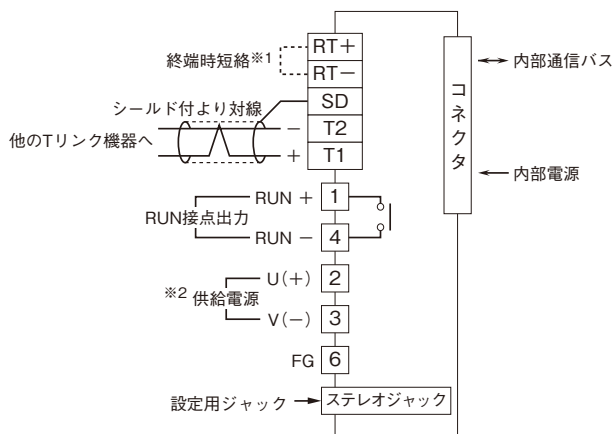 終端時短絡※1
RT+
RT−
SD
T2
T1
シールド付より対線
他のTリンク機器へ
−
+
RUN +
RUN接点出力
RUN −
1
4
※2 供給電源
U(+)
V(−)
2
3
FG
6
設定用ジャック
ステレオジャック
コネクタ
内部通信バス
内部電源